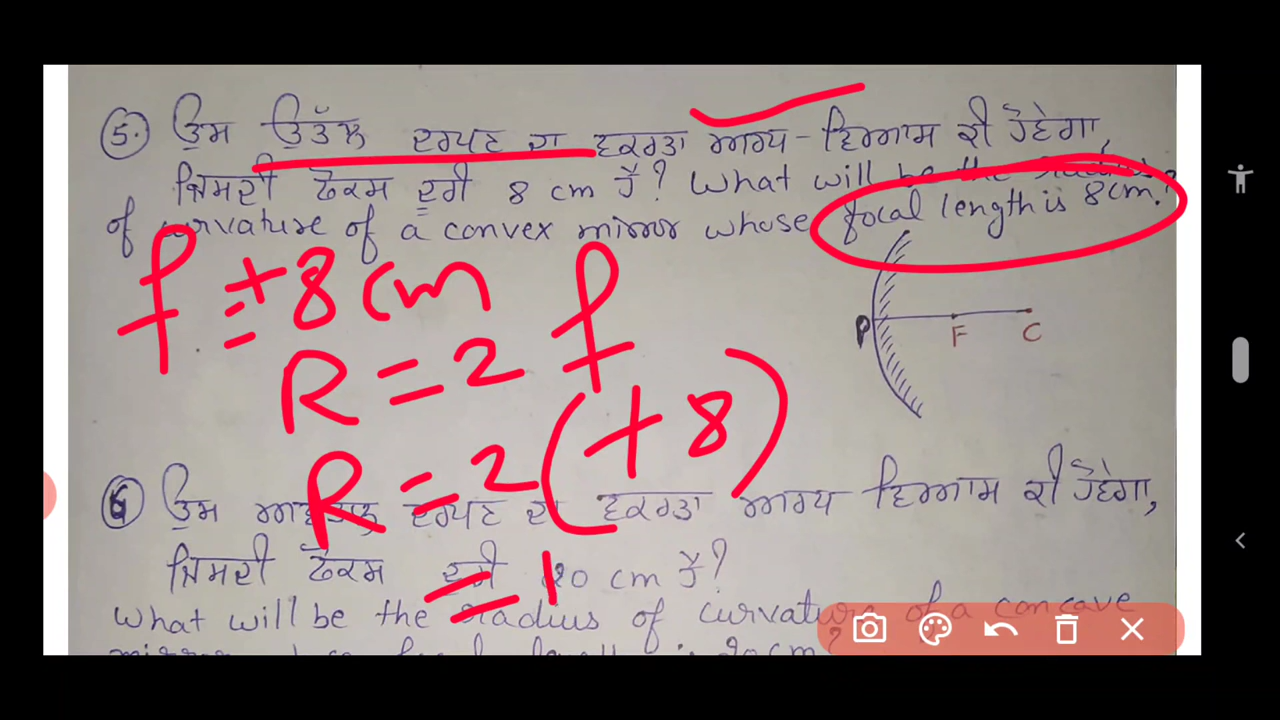 5. ਉਸ ਉੱਤਲ ਦਰਪਣ ਦਾ ਵਕਰਤਾ ਅਰਧ-ਵਿਆਸ ਕੀ ਹੋਵੇਗਾ,
ਜਿਸਦੀ ਫੋਕਸ ਦੂਰੀ 8 cm ਹੈ? What will be the radius
of curvature of a convex mirror whose focal length is 8cm.
f = +8 cm
R = 2 f
R = 2 (+8)
= 1
P F C
6 ਉਸ ਅਵਤਲ ਦਰਪਣ ਦਾ ਵਕਰਤਾ ਅਰਧ ਵਿਆਸ ਕੀ ਹੋਵੇਗਾ,
ਜਿਸਦੀ ਫੋਕਸ ਦੂਰੀ 20 cm ਹੈ?
What will be the radius of curvature of a concave